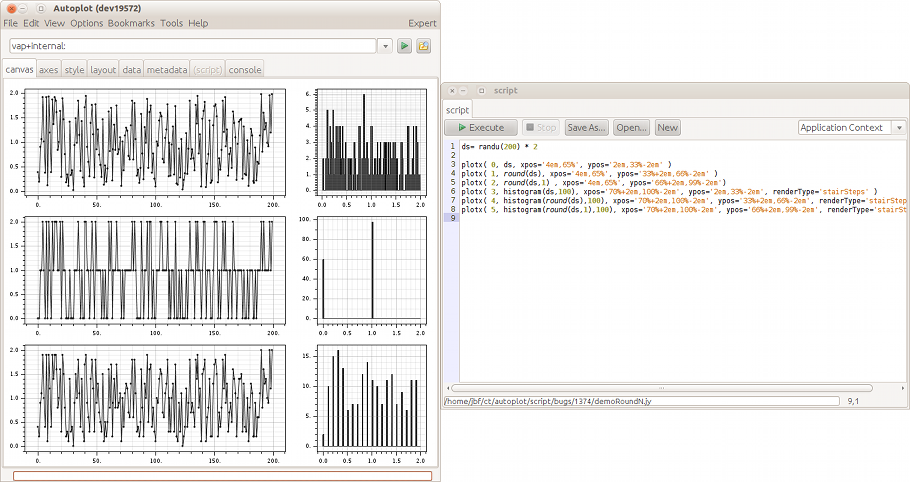 Autoplot (dev19572)
File Edit View Options Bookmarks Tools Help Expert
vap+internal:
canvas axes style layout data metadata (script) console
2.0
1.5
1.0
0.5
0.0
0. 50. 100. 150. 200.
6.
5.
4.
3.
2.
1.
0.
0.0 0.5 1.0 1.5 2.0
2.0
1.5
1.0
0.5
0.0
0. 50. 100. 150. 200.
100.
80.
60.
40.
20.
0.
0.0 0.5 1.0 1.5 2.0
2.0
1.5
1.0
0.5
0.0
0. 50. 100. 150. 200.
15.
10.
5.
0.
0.0 0.5 1.0 1.5 2.0
script
script
Execute Stop Save As... Open... New Application Context
1 ds= randu(200) * 2
2
3 plotx( 0, ds, xpos='4em,65%', ypos='2em,33%-2em' )
4 plotx( 1, round(ds), xpos='4em,65%', ypos='33%+2em,66%-2em' )
5 plotx( 2, round(ds,1) , xpos='4em,65%', ypos='66%+2em,99%-2em')
6 plotx( 3, histogram(ds,100), xpos='70%+2em,100%-2em', ypos='2em,33%-2em', renderType='stairSteps' )
7 plotx( 4, histogram(round(ds),100), xpos='70%+2em,100%-2em', ypos='33%+2em,66%-2em', renderType='stairStep
8 plotx( 5, histogram(round(ds,1),100), xpos='70%+2em,100%-2em', ypos='66%+2em,99%-2em', renderType='stairSt
9
/home/jbf/ct/autoplot/script/bugs/1374/demoRoundN.jy 9,1